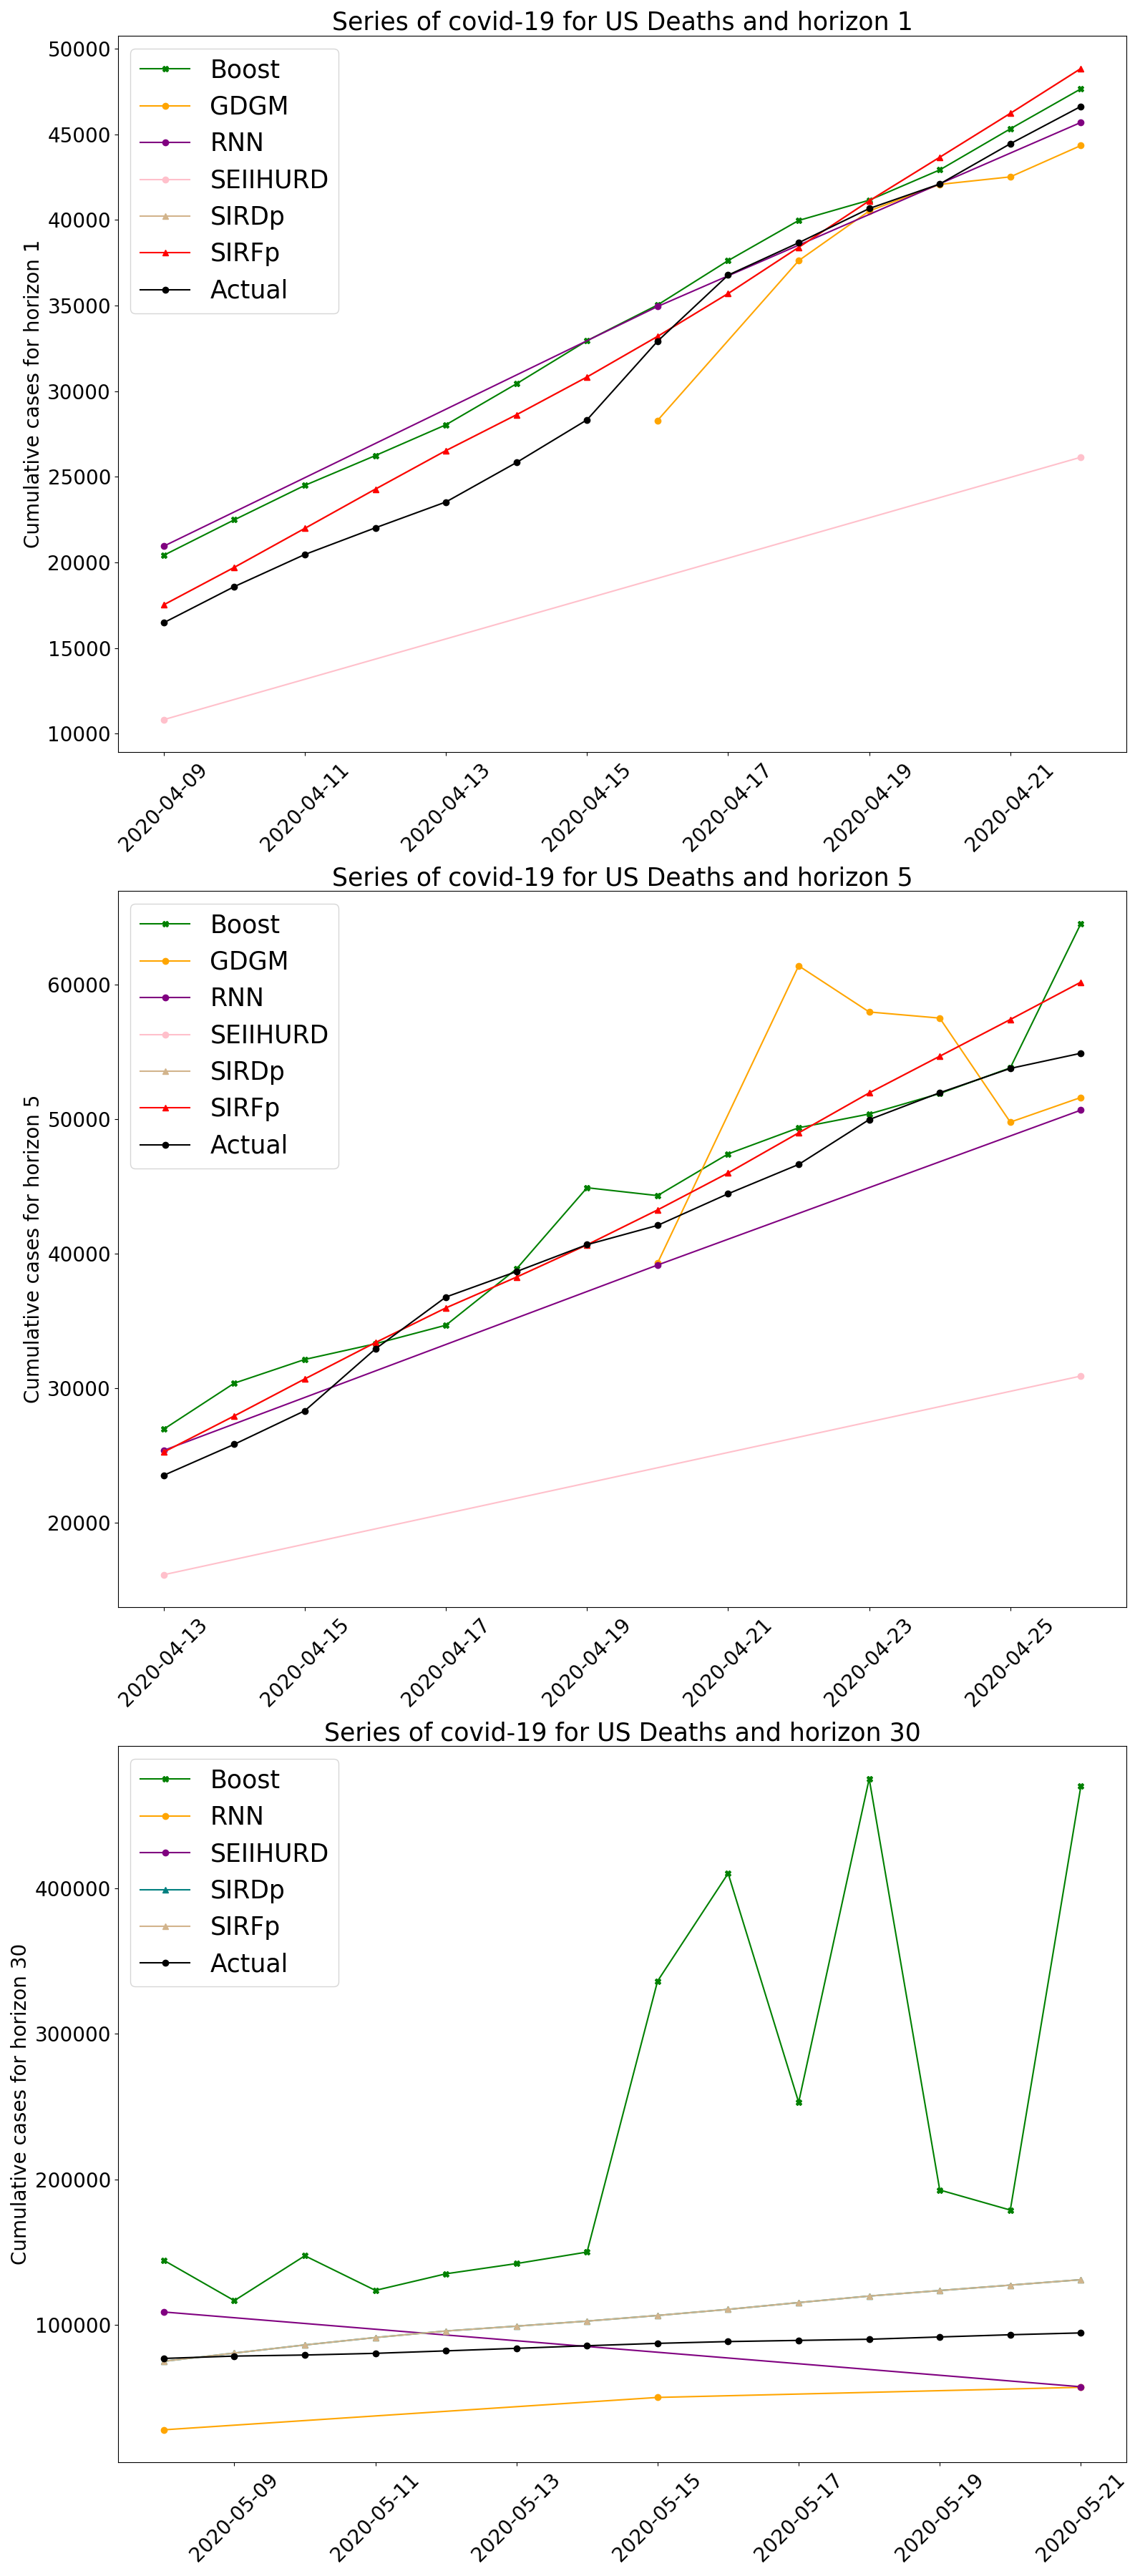 Series of covid-19 for US Deaths and horizon 1
Cumulative cases for horizon 1
50000
45000
40000
35000
30000
25000
20000
15000
10000
Boost
GDGM
RNN
SEIIHURD
SIRDp
SIRFp
Actual
2020-04-09
2020-04-11
2020-04-13
2020-04-15
2020-04-17
2020-04-19
2020-04-21
Series of covid-19 for US Deaths and horizon 5
Cumulative cases for horizon 5
60000
50000
40000
30000
20000
Boost
GDGM
RNN
SEIIHURD
SIRDp
SIRFp
Actual
2020-04-13
2020-04-15
2020-04-17
2020-04-19
2020-04-21
2020-04-23
2020-04-25
Series of covid-19 for US Deaths and horizon 30
Cumulative cases for horizon 30
400000
300000
200000
100000
Boost
RNN
SEIIHURD
SIRDp
SIRFp
Actual
2020-05-09
2020-05-11
2020-05-13
2020-05-15
2020-05-17
2020-05-19
2020-05-21